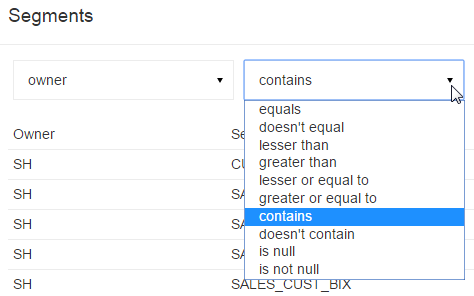 Segments
owner
contains
equals
doesn't equal
lesser than
greater than
lesser or equal to
greater or equal to
contains
doesn't contain
is null
is not null
Owner
SH
SH
SH
SH
SH SALES_CUST_BIX